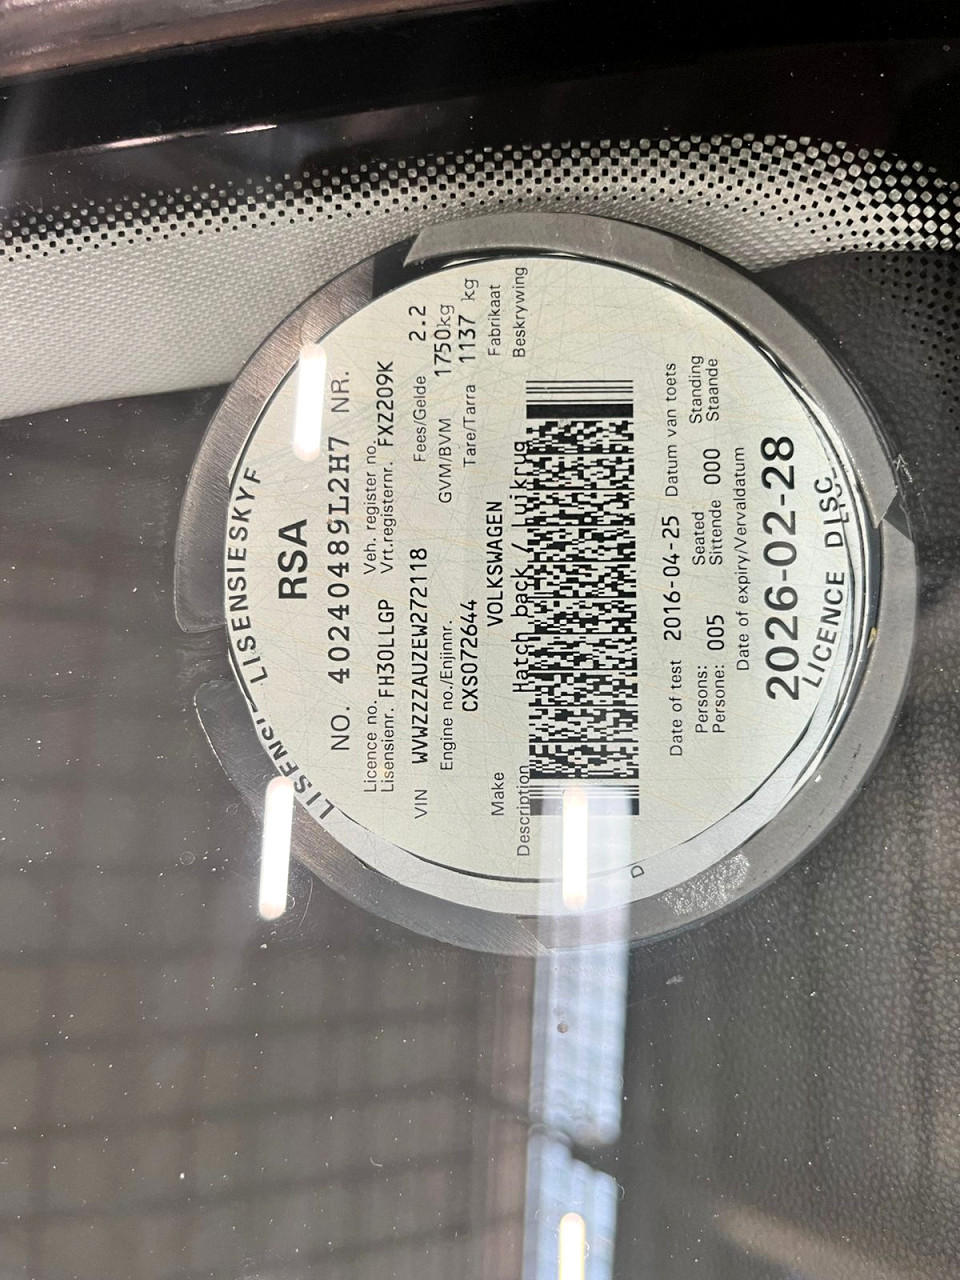 LISENSIESKYF
RSA
NO. 40240489L2H7 NR.
Licence no. Veh. register no.
Lisensienr. FH30LLGP Vrt.registernr. FXZ209K
VIN WVWZZZAUZEW272118 Fees/Gelde 2.2
Engine no./Enjinnr. GVM/BVM 1750kg
CXS072644 Tare/Tarra 1137 kg
Make VOLKSWAGEN Fabrikaat
Description Hatch back / Luikrug Beskrywing
Date of test 2016-04-25 Datum van toets
Persons: Seated Standing
Persone: 005 Sittende 000 Staande
Date of expiry/Vervaldatum
2026-02-28
LICENCE DISC
D